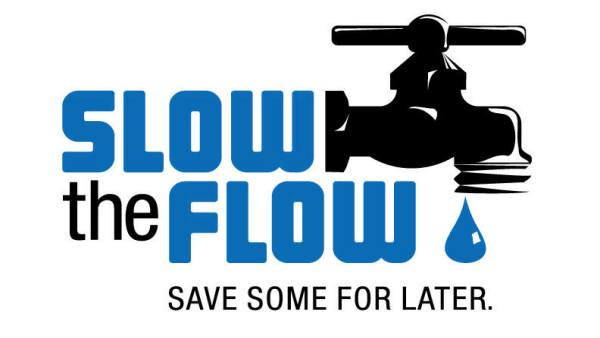 SLOW
the FLOW
SAVE SOME FOR LATER.